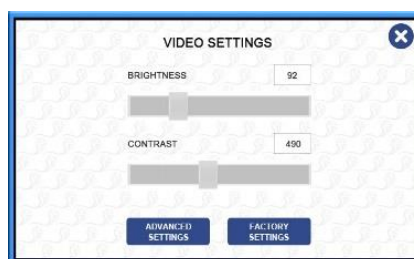 VIDEO SETTINGS
BRIGHTNESS 92
CONTRAST 490
ADVANCED FACTORY
SETTINGS SETTINGS